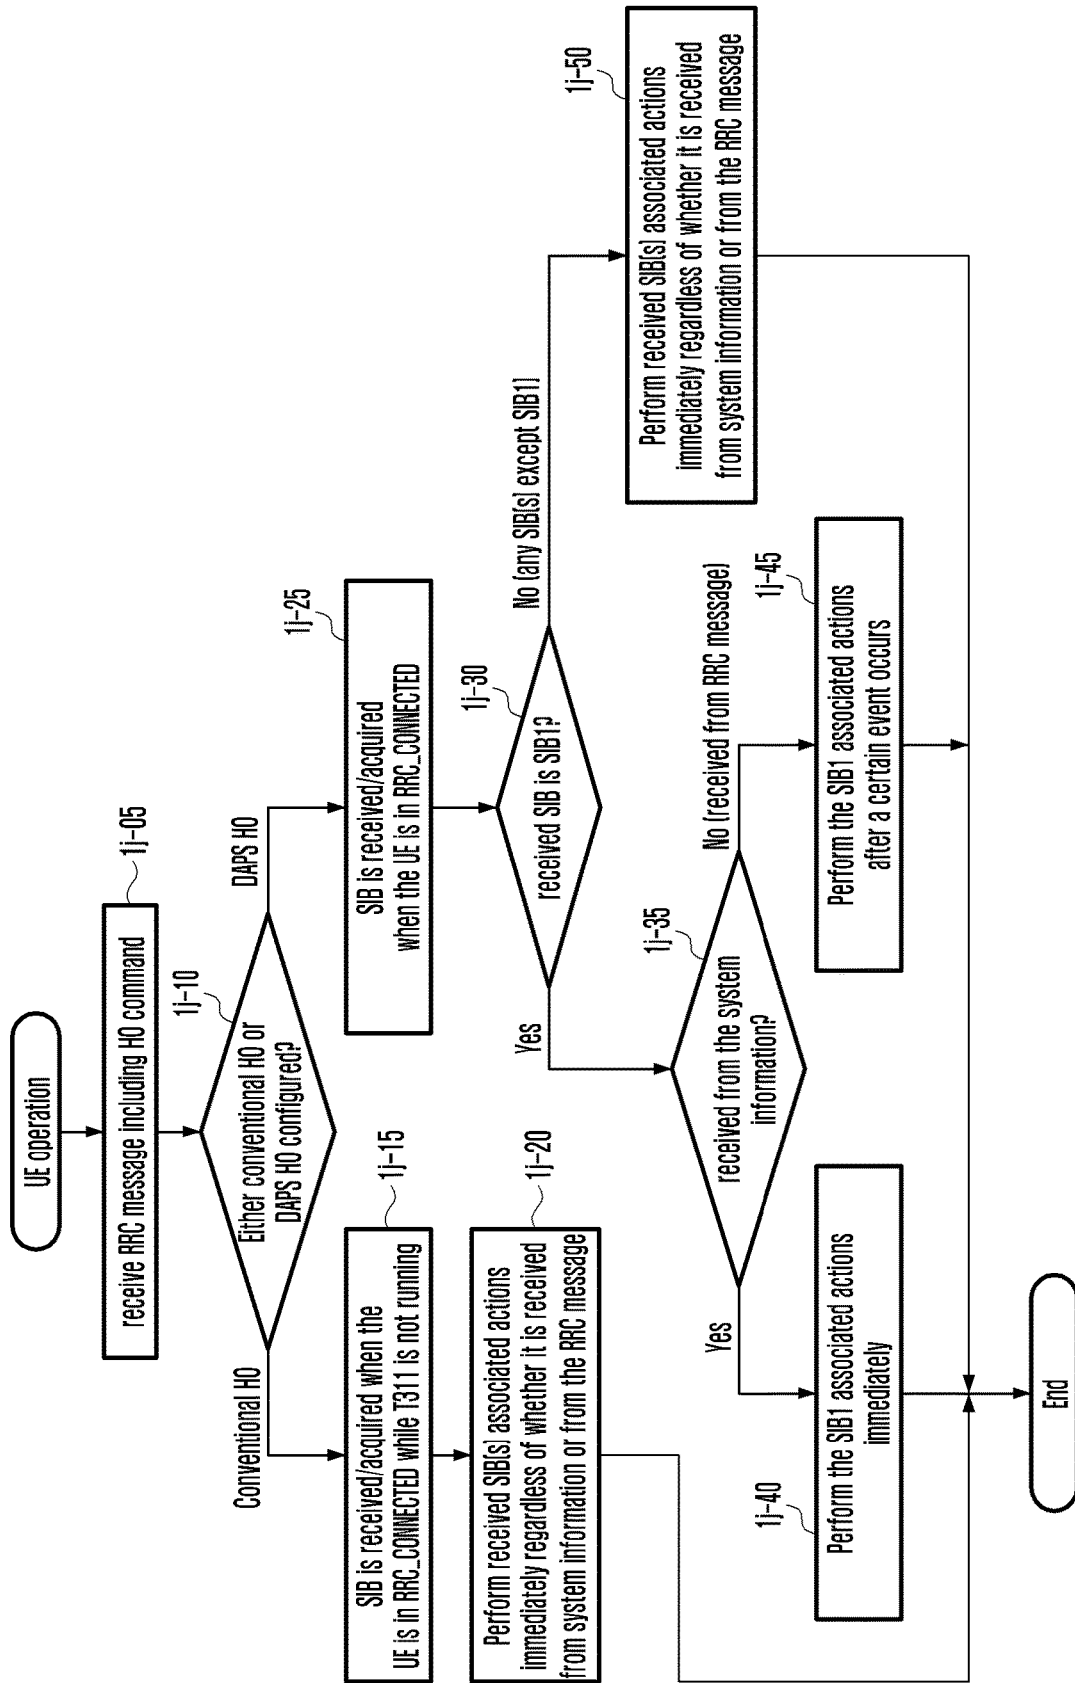 UE operation
1j-05
receive RRC message including HO command
1j-10
Either conventional HO or
DAPS HO configured?
Conventional HO
DAPS HO
1j-15
SIB is received/acquired when the
UE is in RRC_CONNECTED while T311 is not running
1j-20
Perform received SIB(s) associated actions
immediately regardless of whether it is received
from system information or from the RRC message
1j-25
SIB is received/acquired
when the UE is in RRC_CONNECTED
1j-30
received SIB is SIB1?
Yes
No (any SIB(s) except SIB1)
1j-35
received from the system
information?
Yes
No (received from RRC message)
1j-40
Perform the SIB1 associated actions
immediately
1j-45
Perform the SIB1 associated actions
after a certain event occurs
1j-50
Perform received SIB(s) associated actions
immediately regardless of whether it is received
from system information or from the RRC message
End